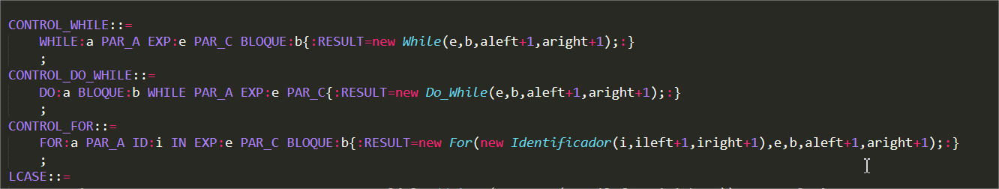 CONTROL_WHILE::=
WHILE:a PAR_A EXP:e PAR_C BLOQUE:b{:RESULT=new While(e,b,aleft+1,aright+1);:}
;
CONTROL_DO_WHILE::=
DO:a BLOQUE:b WHILE PAR_A EXP:e PAR_C{:RESULT=new Do_While(e,b,aleft+1,aright+1);:}
;
CONTROL_FOR::=
FOR:a PAR_A ID:i IN EXP:e PAR_C BLOQUE:b{:RESULT=new For(new Identificador(i,ileft+1,iright+1),e,b,aleft+1,aright+1);:}
;
LCASE::=